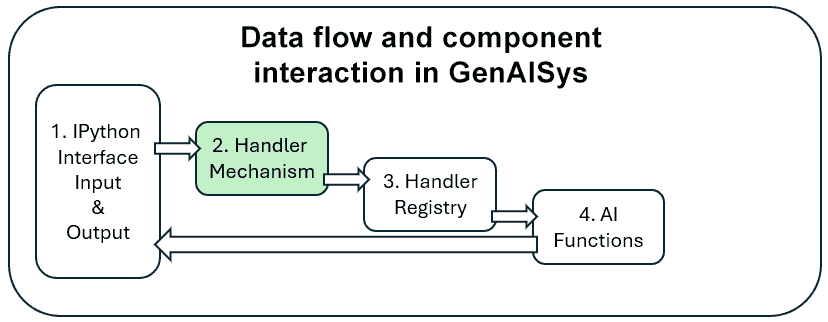 Data flow and component
interaction in GenAISys
1. IPython
Interface
Input
&
Output
2. Handler
Mechanism
3. Handler
Registry
4. AI
Functions